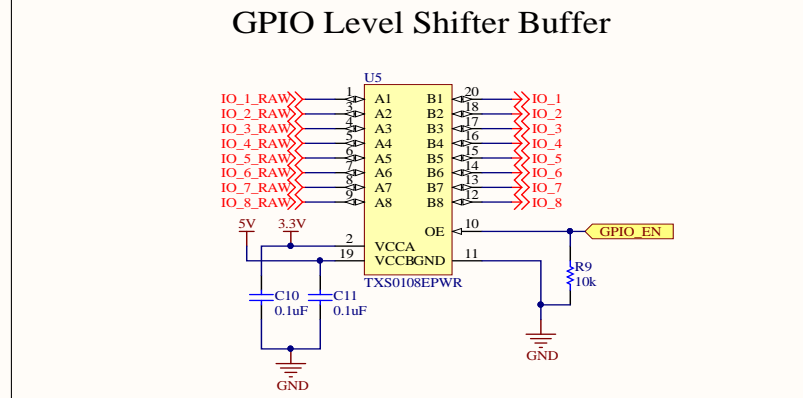 GPIO Level Shifter Buffer
U5
IO_1_RAW 1 A1 B1 20 IO_1
IO_2_RAW 3 A2 B2 18 IO_2
IO_3_RAW 4 A3 B3 17 IO_3
IO_4_RAW 5 A4 B4 16 IO_4
IO_5_RAW 6 A5 B5 15 IO_5
IO_6_RAW 7 A6 B6 14 IO_6
IO_7_RAW 8 A7 B7 13 IO_7
IO_8_RAW 9 A8 B8 12 IO_8
5V 3.3V
OE 10 GPIO_EN
2 VCCA
19 VCCB GND 11
TXS0108EPWR
R9
10k
C10 C11
0.1uF 0.1uF
GND
GND